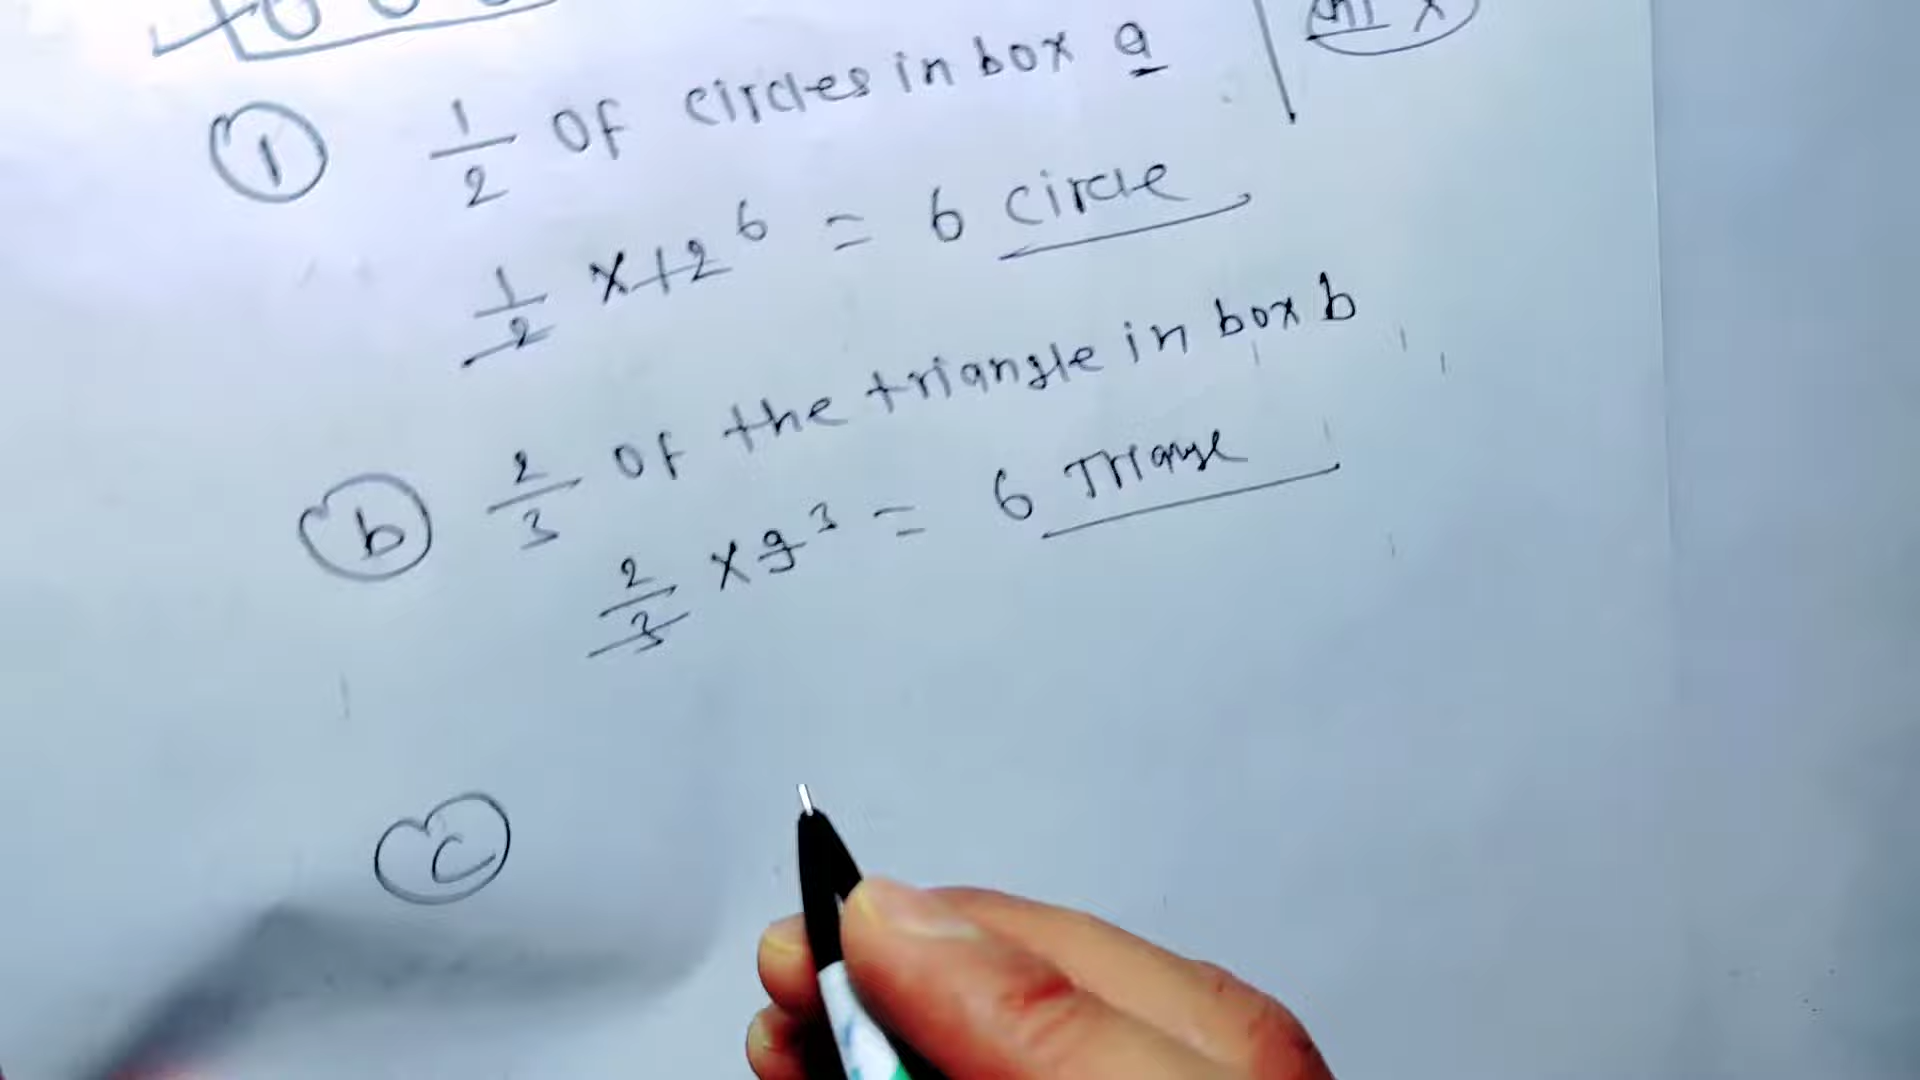 ① 1/2 of circles in box a
1/2 x 12 6 = 6 circle
ⓑ 2/3 of the triangle in box b
2/3 x 9 3 = 6 Triangle
ⓒ